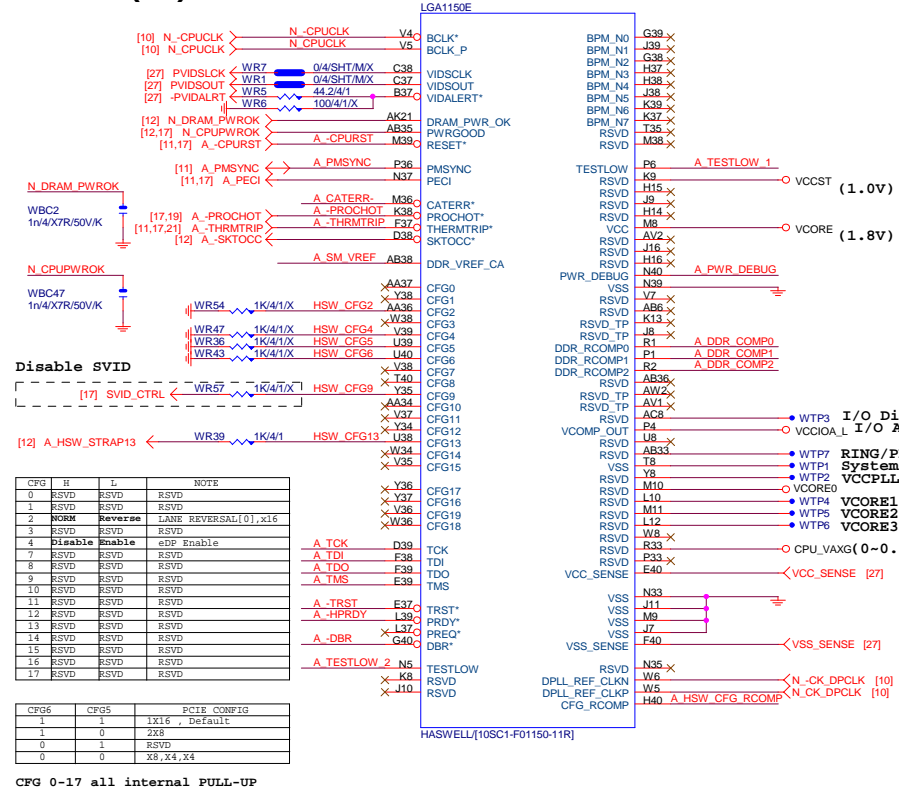 LGA1150E
[10] N_-CPUCLK N_-CPUCLK V4 BCLK*
[10] N_CPUCLK N_CPUCLK V5 BCLK_P
[27] PVIDSLCK WR7 0/4/SHT/M/X C38 VIDSCLK
[27] PVIDSOUT WR1 0/4/SHT/M/X C37 VIDSOUT
[27] -PVIDALRT WR5 44.2/4/1 B37 VIDALERT*
WR6 100/4/1/X
[12] N_DRAM_PWROK AK21 DRAM_PWR_OK
[12,17] N_CPUPWROK AB35 PWRGOOD
[11,17] A_-CPURST M39 RESET*
[11] A_PMSYNC A_PMSYNC P36 PMSYNC
[11,17] A_PECI N37 PECI
A_CATERR- M36 CATERR*
[17,19] A_-PROCHOT A_-PROCHOT K38 PROCHOT*
[11,17,21] A_-THRMTRIP A_-THRMTRIP F37 THERMTRIP*
[12] A_-SKTOCC D38 SKTOCC*
A_SM_VREF AB38 DDR_VREF_CA
N_DRAM_PWROK
WBC2
1n/4/X7R/50V/K
N_CPUPWROK
WBC47
1n/4/X7R/50V/K
AA37 CFG0
Y38 CFG1
WR54 1K/4/1/X HSW_CFG2 AA36 CFG2
W38 CFG3
WR47 1K/4/1/X HSW_CFG4 V39 CFG4
WR36 1K/4/1/X HSW_CFG5 U39 CFG5
WR43 1K/4/1/X HSW_CFG6 U40 CFG6
V38 CFG7
T40 CFG8
Disable SVID
[17] SVID_CTRL WR57 1K/4/1/X HSW_CFG9 Y35 CFG9
AA34 CFG10
V37 CFG11
Y34 CFG12
[12] A_HSW_STRAP13 WR39 1K/4/1 HSW_CFG13 U38 CFG13
W34 CFG14
V35 CFG15
Y36 CFG17
Y37 CFG16
V36 CFG19
W36 CFG18
A_TCK D39 TCK
A_TDI F38 TDI
A_TDO F39 TDO
A_TMS E39 TMS
A_-TRST E37 TRST*
A_-HPRDY L39 PRDY*
L37 PREQ*
A_-DBR G40 DBR*
A_TESTLOW_2 N5 TESTLOW
K8 RSVD
J10 RSVD
BPM_N0 G39
BPM_N1 J39
BPM_N2 G38
BPM_N3 H37
BPM_N4 H38
BPM_N5 J38
BPM_N6 K39
BPM_N7 K37
RSVD T35
RSVD M38
TESTLOW P6 A_TESTLOW_1
RSVD K9 VCCST (1.0V)
RSVD H15
RSVD J9
RSVD H14
VCC M8 VCORE (1.8V)
RSVD AV2
RSVD J16
RSVD H16
PWR_DEBUG N40 A_PWR_DEBUG
VSS N39
RSVD V7
RSVD AB6
RSVD_TP K13
RSVD_TP J8
DDR_RCOMP0 R1 A_DDR_COMP0
DDR_RCOMP1 P1 A_DDR_COMP1
DDR_RCOMP2 R2 A_DDR_COMP2
RSVD AB36
RSVD_TP AW2
RSVD_TP AV1
RSVD AC8 WTP3 I/O Di
VCOMP_OUT P4 VCCIOA_L I/O A
RSVD U8
RSVD AB33 WTP7 RING/P
VSS T8 WTP1 System
RSVD Y8 WTP2 VCCPLL
RSVD M10 VCORE0
RSVD L10 WTP4 VCORE1
RSVD M11 WTP5 VCORE2
RSVD L12 WTP6 VCORE3
RSVD W8
RSVD R33 CPU_VAXG (0~0.
RSVD P33
VCC_SENSE E40 VCC_SENSE [27]
VSS N33
VSS J11
VSS M9
VSS J7
VSS_SENSE F40 VSS_SENSE [27]
RSVD N35
DPLL_REF_CLKN W6 N_-CK_DPCLK [10]
DPLL_REF_CLKP W5 N_CK_DPCLK [10]
CFG_RCOMP H40 A_HSW_CFG_RCOMP
HASWELL/[10SC1-F01150-11R]
CFG H L NOTE
0 RSVD RSVD RSVD
1 RSVD RSVD RSVD
2 NORM Reverse LANE REVERSAL[0],x16
3 RSVD RSVD RSVD
4 Disable Enable eDP Enable
7 RSVD RSVD RSVD
8 RSVD RSVD RSVD
9 RSVD RSVD RSVD
10 RSVD RSVD RSVD
11 RSVD RSVD RSVD
12 RSVD RSVD RSVD
13 RSVD RSVD RSVD
14 RSVD RSVD RSVD
15 RSVD RSVD RSVD
16 RSVD RSVD RSVD
17 RSVD RSVD RSVD
CFG6 CFG5 PCIE CONFIG
1 1 1X16 , Default
1 0 2X8
0 1 RSVD
0 0 X8,X4,X4
CFG 0-17 all internal PULL-UP